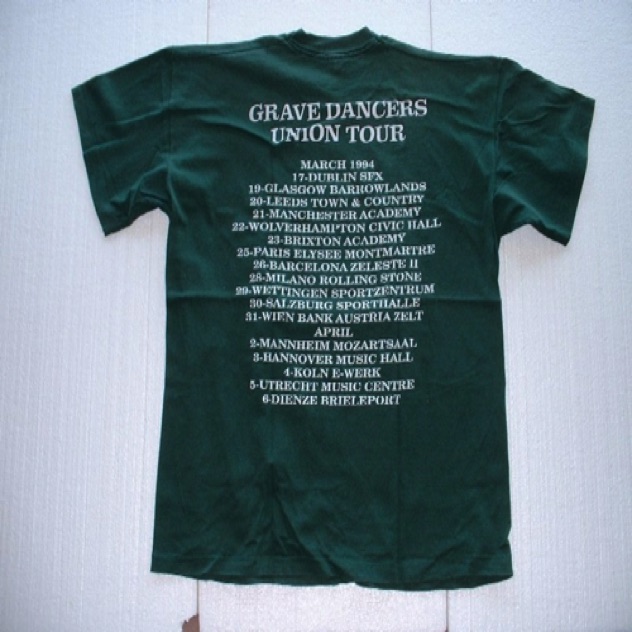 GRAVE DANCERS
UNION TOUR
MARCH 1994
17-DUBLIN SFX
19-GLASGOW BARROWLANDS
20-LEEDS TOWN & COUNTRY
21-MANCHESTER ACADEMY
22-WOLVERHAMPTON CIVIC HALL
23-BRIXTON ACADEMY
25-PARIS ELYSEE MONTMARTRE
26-BARCELONA ZELESTE II
28-MILANO ROLLING STONE
29-WETTINGEN SPORTZENTRUM
30-SALZBURG SPORTHALLE
31-WIEN BANK AUSTRIA ZELT
APRIL
2-MANNHEIM MOZARTSAAL
3-HANNOVER MUSIC HALL
4-KOLN E-WERK
5-UTRECHT MUSIC CENTRE
6-DIENZE BRIELEPORT